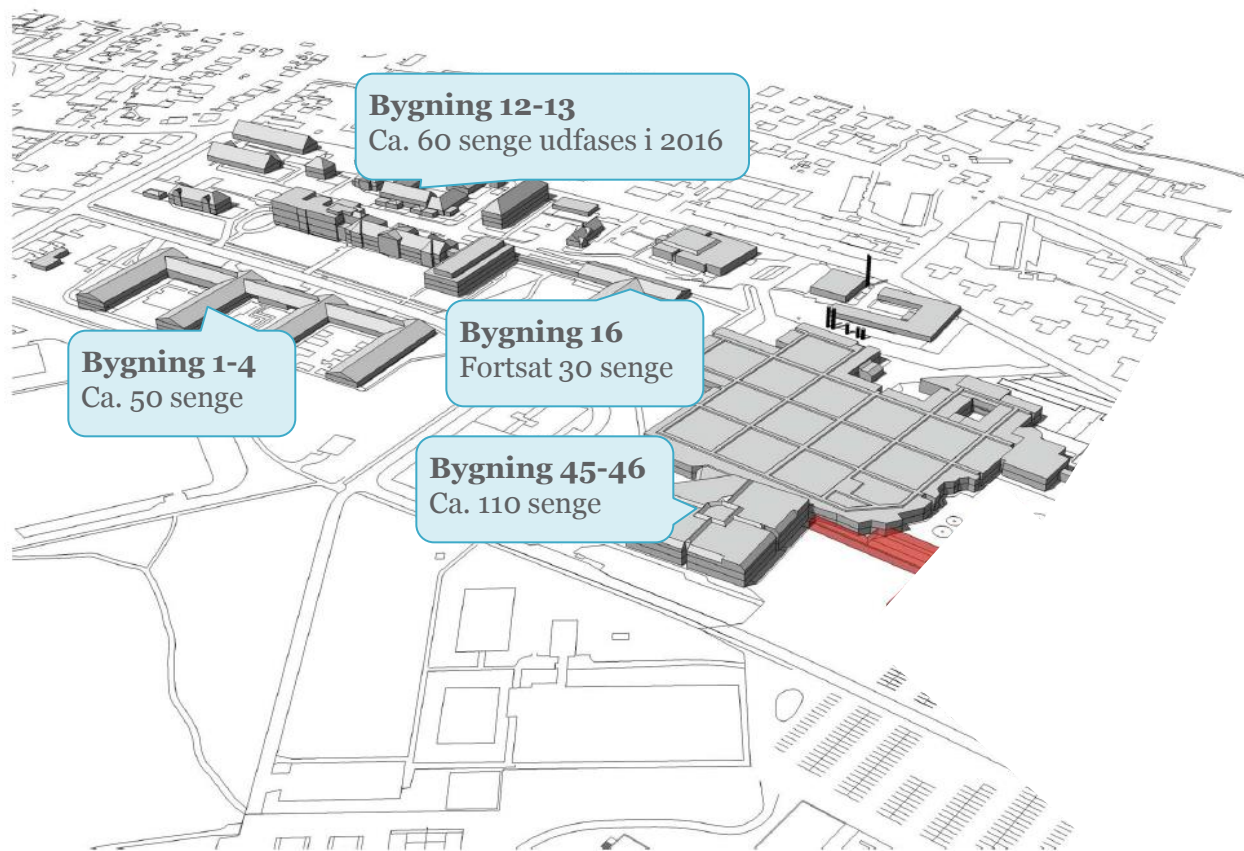 Bygning 12-13
Ca. 60 senge udfases i 2016
Bygning 1-4
Ca. 50 senge
Bygning 16
Fortsat 30 senge
Bygning 45-46
Ca. 110 senge